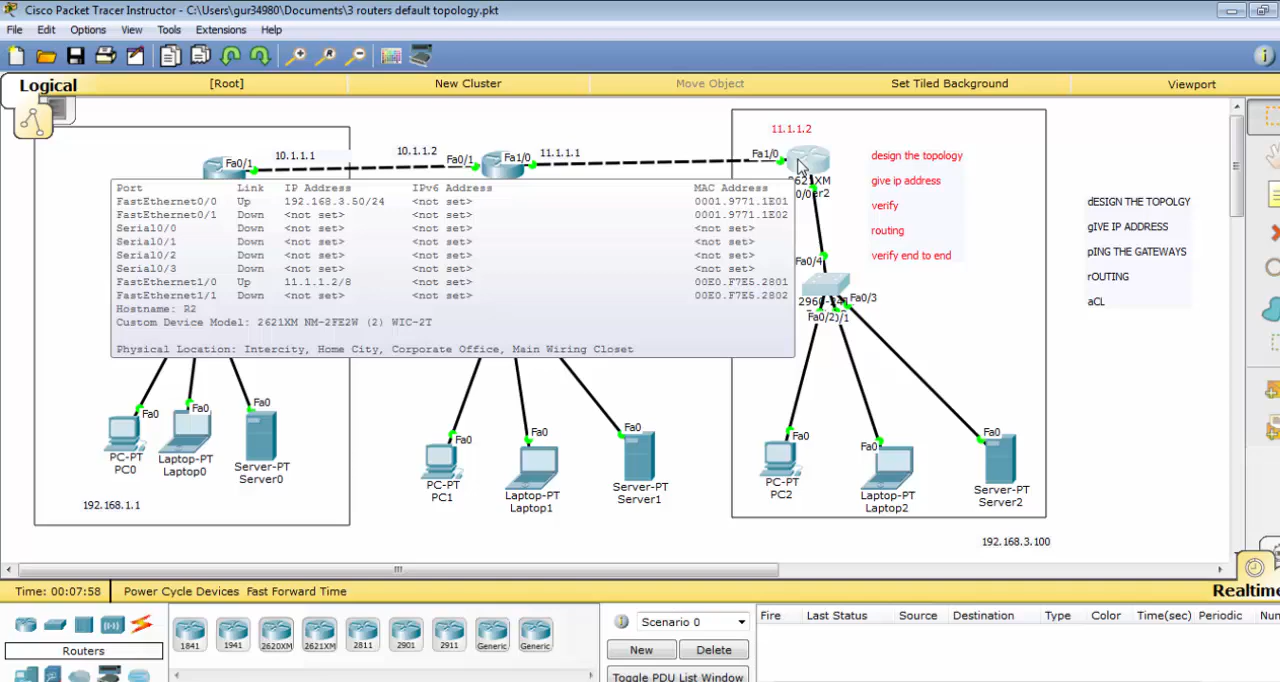 Cisco Packet Tracer Instructor - C:\Users\gur34980\Documents\3 routers default topology.pkt
File Edit Options View Tools Extensions Help
Logical [Root] New Cluster Move Object Set Tiled Background Viewport
11.1.1.2
Fa0/1 10.1.1.1 10.1.1.2 Fa0/1 Fa1/0 11.1.1.1 Fa1/0
design the topology
give ip address
verify
routing
verify end to end
dESIGN THE TOPOLGY
gIVE IP ADDRESS
pING THE GATEWAYS
rOUTING
aCL
Port Link IP Address IPv6 Address MAC Address
FastEthernet0/0 Up 192.168.3.50/24 <not set> 0001.9771.1E01
FastEthernet0/1 Down <not set> <not set> 0001.9771.1E02
Serial0/0 Down <not set> <not set> <not set>
Serial0/1 Down <not set> <not set> <not set>
Serial0/2 Down <not set> <not set> <not set>
Serial0/3 Down <not set> <not set> <not set>
FastEthernet1/0 Up 11.1.1.2/8 <not set> 00E0.F7E5.2801
FastEthernet1/1 Down <not set> <not set> 00E0.F7E5.2802
Hostname: R2
Custom Device Model: 2621XM NM-2FE2W (2) WIC-2T
Physical Location: Intercity, Home City, Corporate Office, Main Wiring Closet
Fa0/4
Fa0/3
Fa0 Fa0 Fa0
PC-PT
PC0
Laptop-PT
Laptop0
Server-PT
Server0
192.168.1.1
Fa0 Fa0 Fa0
PC-PT
PC1
Laptop-PT
Laptop1
Server-PT
Server1
Fa0 Fa0 Fa0
PC-PT
PC2
Laptop-PT
Laptop2
Server-PT
Server2
192.168.3.100
Time: 00:07:58 Power Cycle Devices Fast Forward Time
Realtime
Routers
1841 1941 2620XM 2621XM 2811 2901 2911 Generic Generic
Scenario 0
New Delete
Toggle PDU List Window
Fire Last Status Source Destination Type Color Time(sec) Periodic